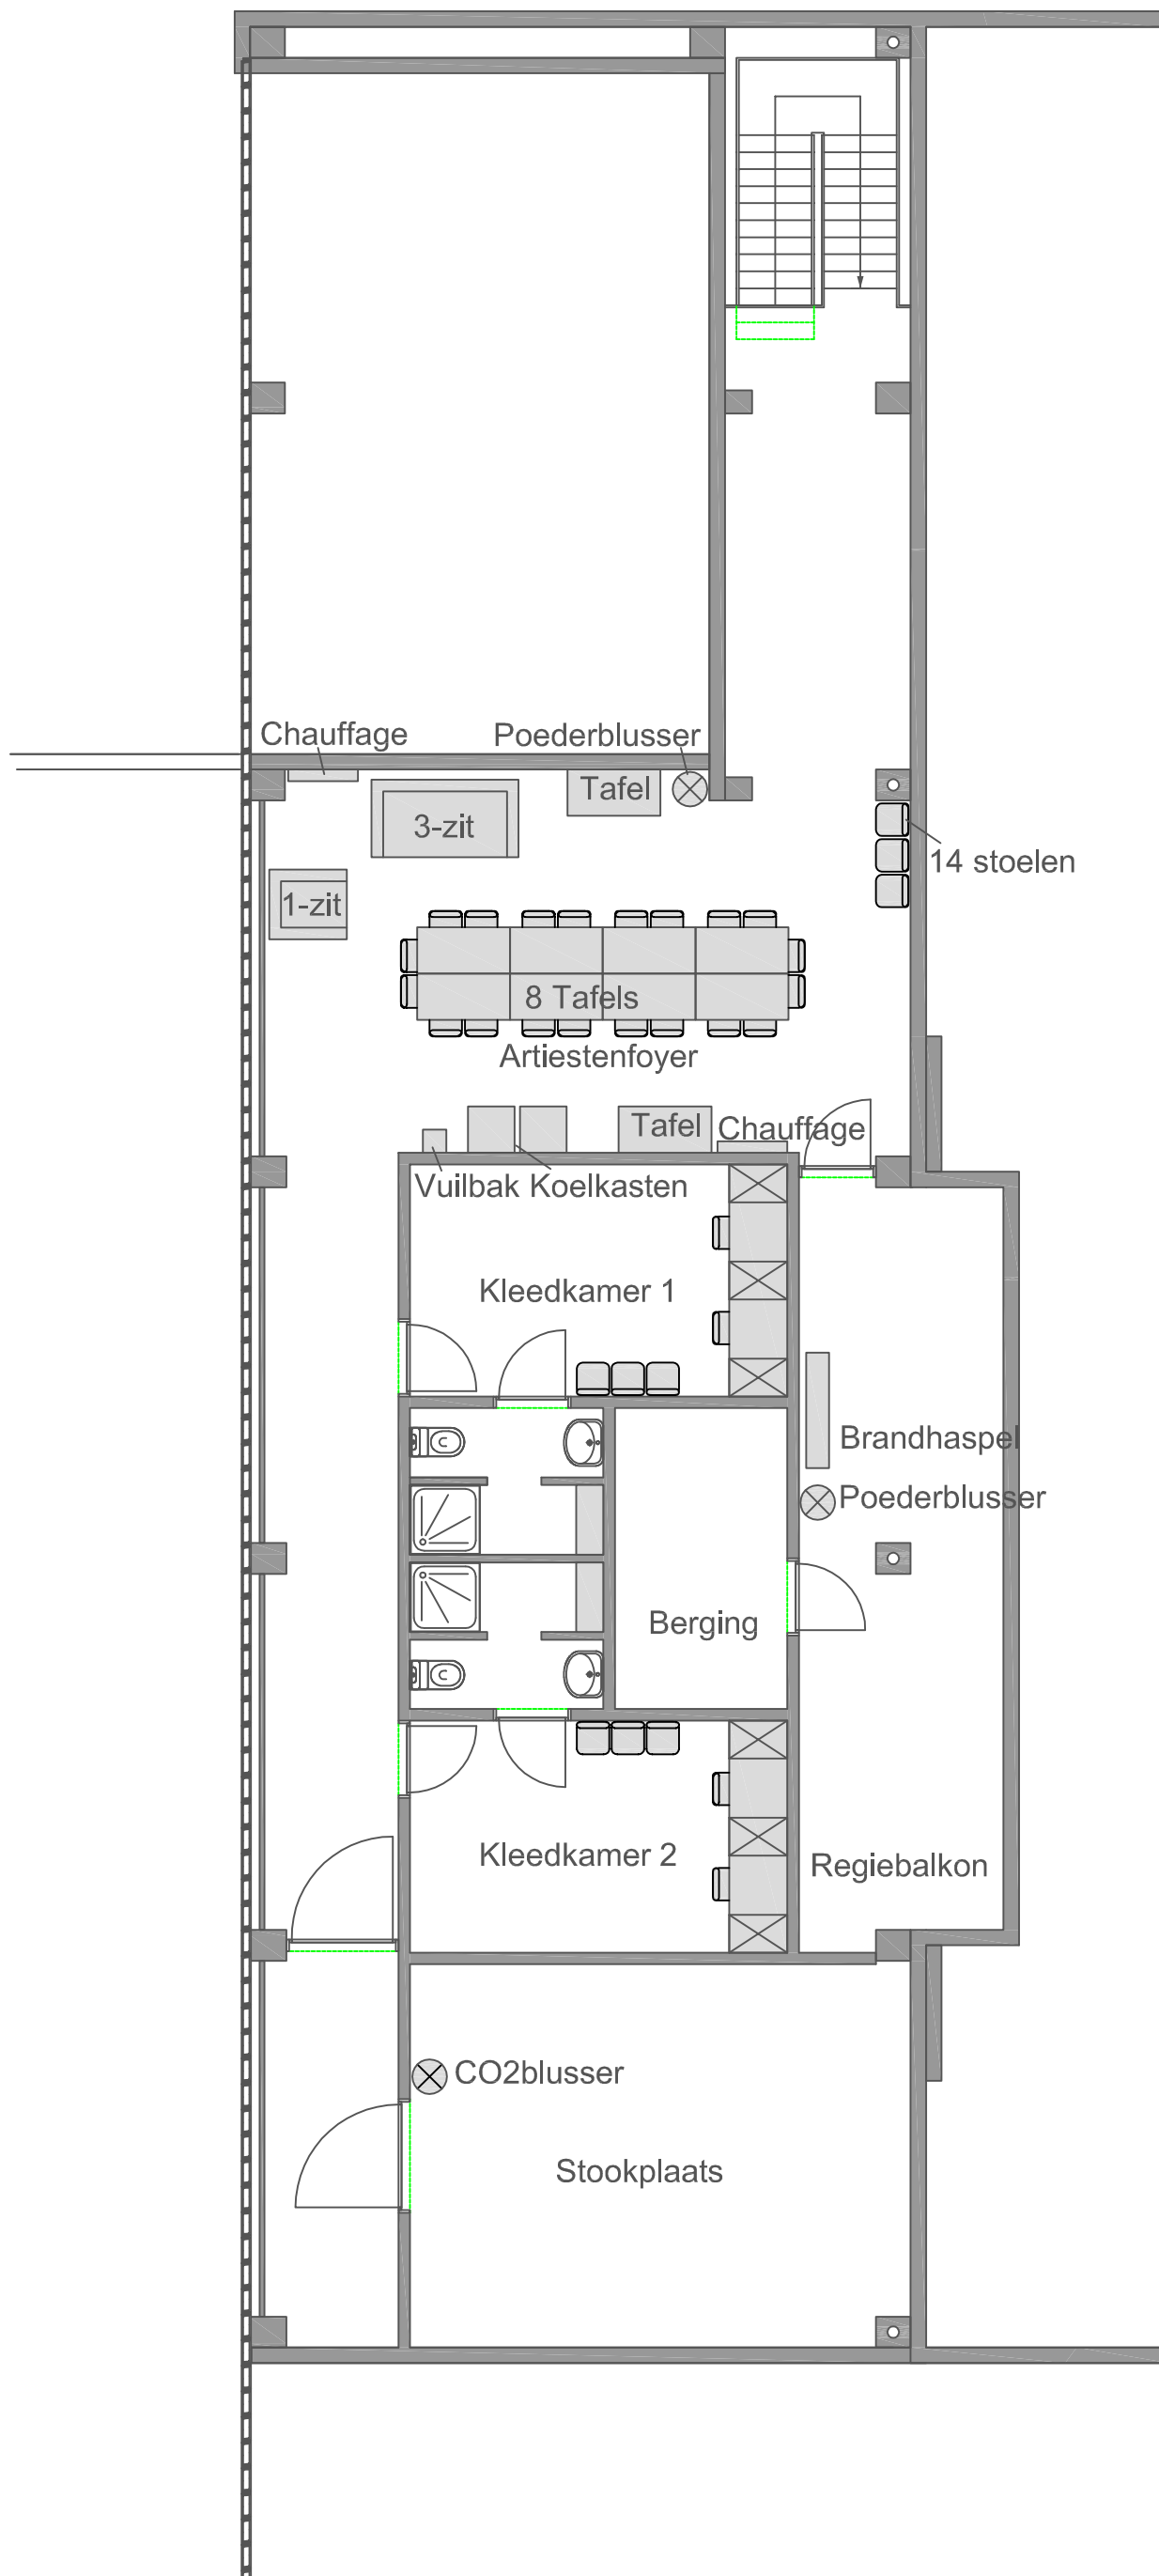 Chauffage
Poederblusser
Tafel
3-zit
14 stoelen
1-zit
8 Tafels
Artiestenfoyer
Tafel
Chauffage
Vuilbak Koelkasten
Kleedkamer 1
Brandhaspel
Poederblusser
Berging
Kleedkamer 2
Regiebalkon
CO2blusser
Stookplaats